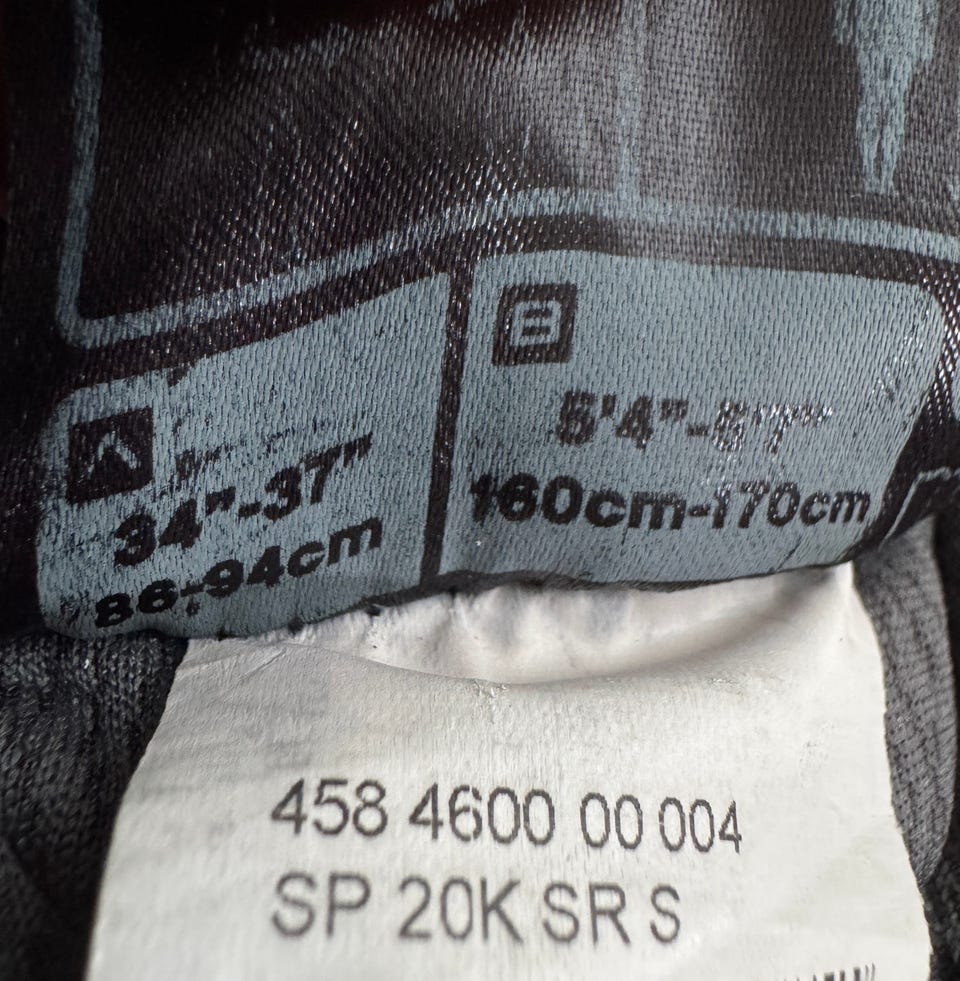 A
34"-37"
86-94cm
B
5'4"-5'7"
160cm-170cm
458 4600 00 004
SP 20K SR S